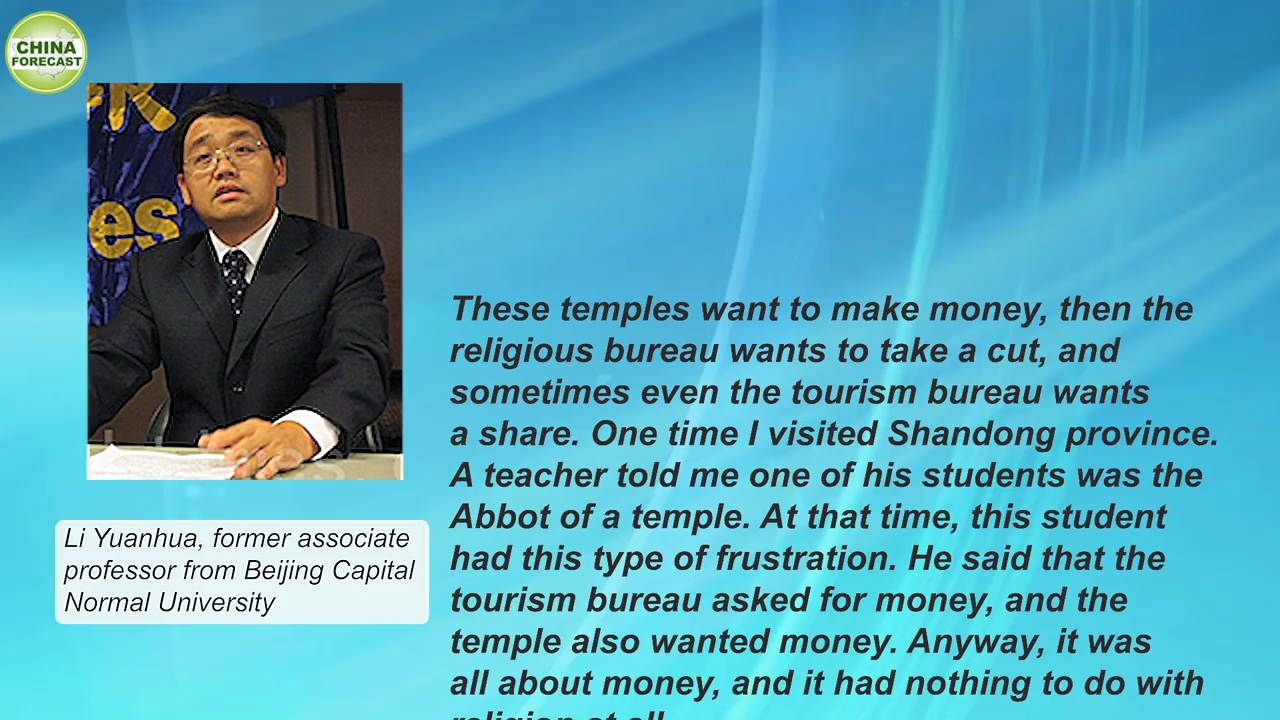 CHINA
FORECAST
es
Li Yuanhua, former associate
professor from Beijing Capital
Normal University
These temples want to make money, then the
religious bureau wants to take a cut, and
sometimes even the tourism bureau wants
a share. One time I visited Shandong province.
A teacher told me one of his students was the
Abbot of a temple. At that time, this student
had this type of frustration. He said that the
tourism bureau asked for money, and the
temple also wanted money. Anyway, it was
all about money, and it had nothing to do with
religion at all